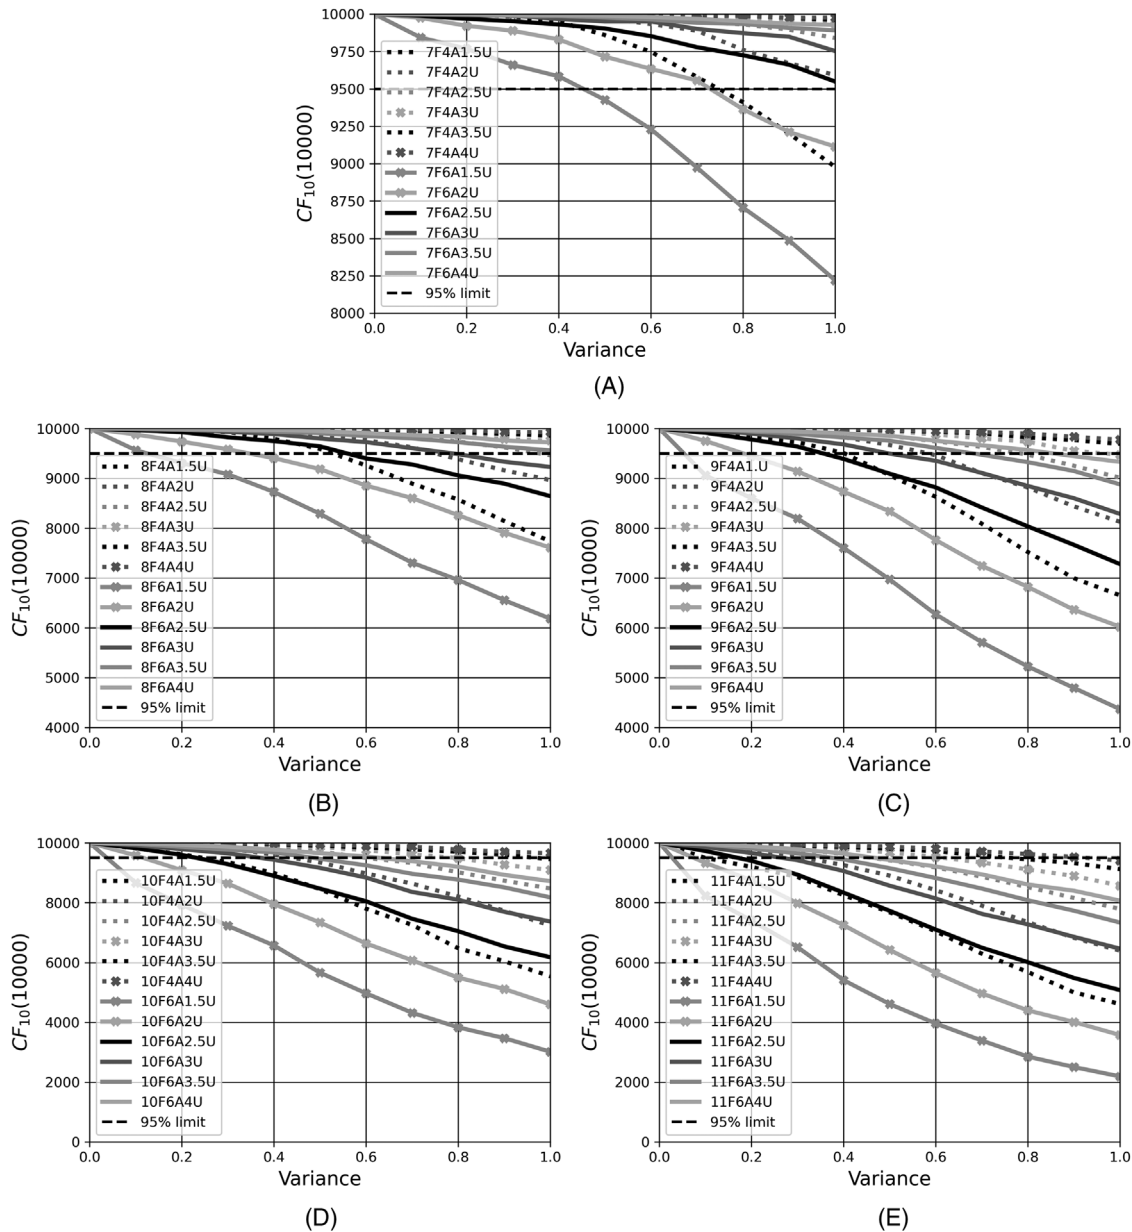 10000
9750
9500
9250
9000
8750
8500
8250
8000
CF10(10000)
7F4A1.5U
7F4A2U
7F4A2.5U
7F4A3U
7F4A3.5U
7F4A4U
7F6A1.5U
7F6A2U
7F6A2.5U
7F6A3U
7F6A3.5U
7F6A4U
95% limit
0.0 0.2 0.4 0.6 0.8 1.0
Variance
(A)
10000
9000
8000
7000
6000
5000
4000
CF10(10000)
8F4A1.5U
8F4A2U
8F4A2.5U
8F4A3U
8F4A3.5U
8F4A4U
8F6A1.5U
8F6A2U
8F6A2.5U
8F6A3U
8F6A3.5U
8F6A4U
95% limit
0.0 0.2 0.4 0.6 0.8 1.0
Variance
(B)
10000
9000
8000
7000
6000
5000
4000
CF10(10000)
9F4A1.U
9F4A2U
9F4A2.5U
9F4A3U
9F4A3.5U
9F4A4U
9F6A1.5U
9F6A2U
9F6A2.5U
9F6A3U
9F6A3.5U
9F6A4U
95% limit
0.0 0.2 0.4 0.6 0.8 1.0
Variance
(C)
10000
8000
6000
4000
2000
0
CF10(10000)
10F4A1.5U
10F4A2U
10F4A2.5U
10F4A3U
10F4A3.5U
10F4A4U
10F6A1.5U
10F6A2U
10F6A2.5U
10F6A3U
10F6A3.5U
10F6A4U
95% limit
0.0 0.2 0.4 0.6 0.8 1.0
Variance
(D)
10000
8000
6000
4000
2000
0
CF10(10000)
11F4A1.5U
11F4A2U
11F4A2.5U
11F4A3U
11F4A3.5U
11F4A4U
11F6A1.5U
11F6A2U
11F6A2.5U
11F6A3U
11F6A3.5U
11F6A4U
95% limit
0.0 0.2 0.4 0.6 0.8 1.0
Variance
(E)